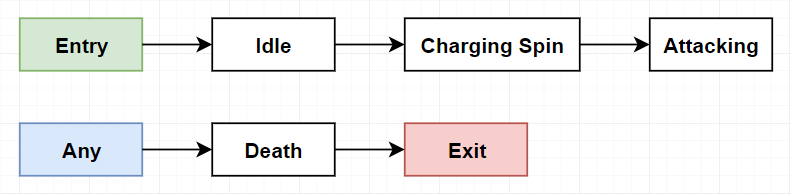 Entry
Idle
Charging Spin
Attacking
Any
Death
Exit